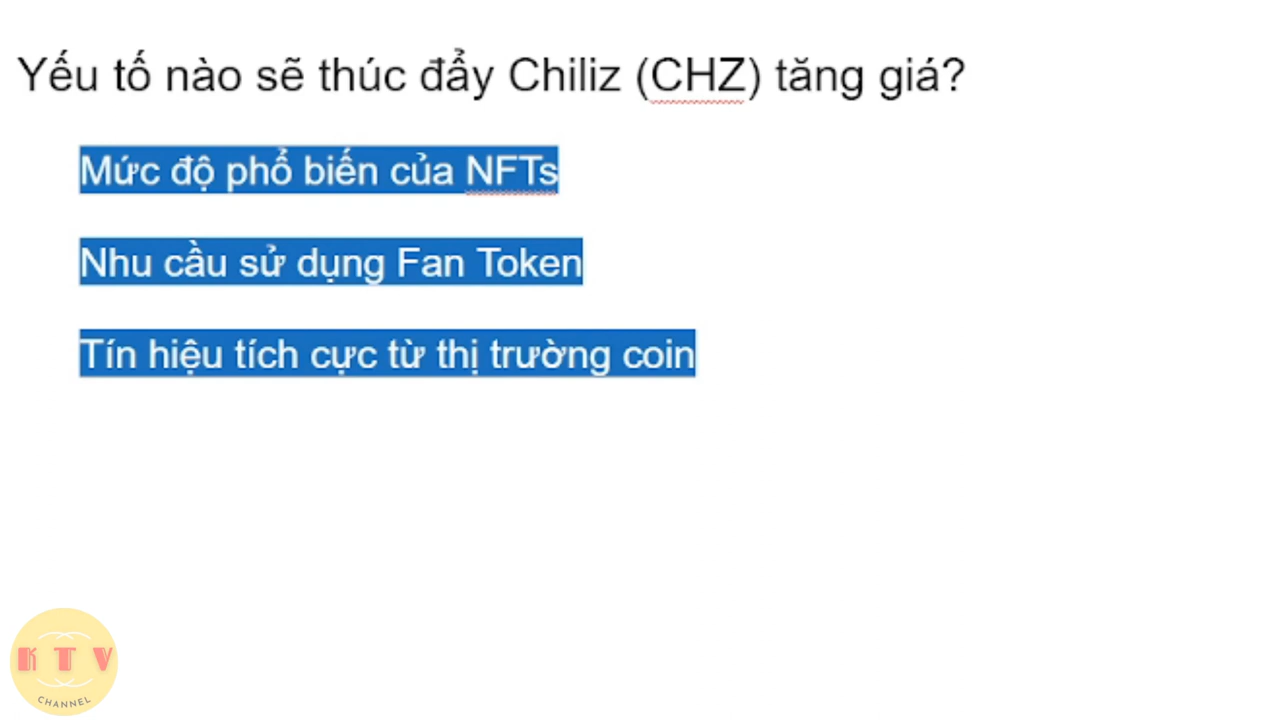 Yếu tố nào sẽ thúc đẩy Chiliz (CHZ) tăng giá?
Mức độ phổ biến của NFTs
Nhu cầu sử dụng Fan Token
Tín hiệu tích cực từ thị trường coin
KTV
CHANNEL